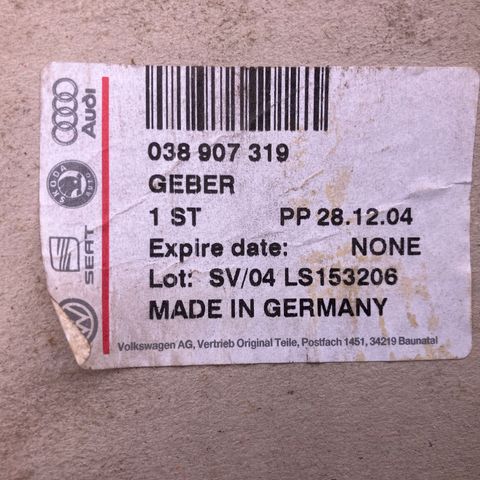 Audi
SKODA
AUTO
SEAT
038 907 319
GEBER
1 ST PP 28.12.04
Expire date: NONE
Lot: SV/04 LS153206
MADE IN GERMANY
Volkswagen AG, Vertrieb Original Teile, Postfach 1451, 34219 Baunatal